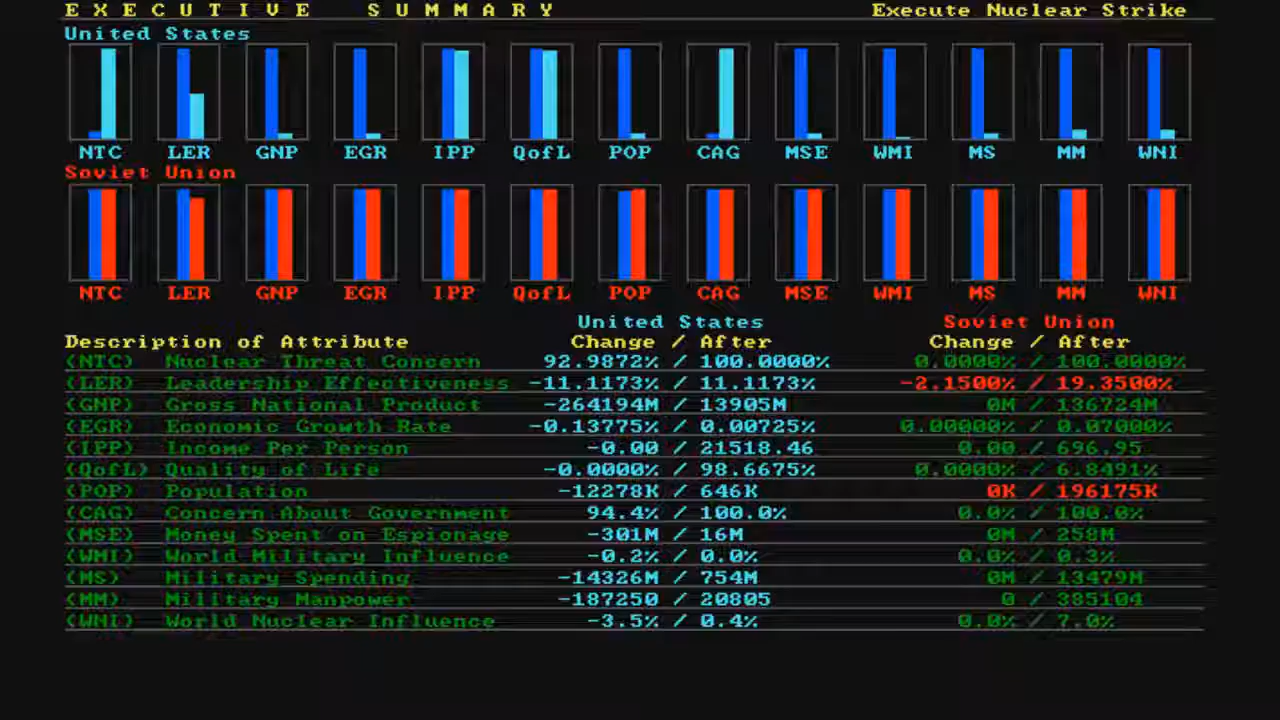 E X E C U T I V E   S U M M A R Y   Execute Nuclear Strike
United States
NTC LER GNP EGR IPP QofL POP CAG MSE WMI MS MM WNI
Soviet Union
NTC LER GNP EGR IPP QofL POP CAG MSE WMI MS MM WNI
United States   Soviet Union
Description of Attribute   Change / After   Change / After
(NTC) Nuclear Threat Concern 92.9872% / 100.0000% 0.0000% / 100.0000%
(LER) Leadership Effectiveness -11.1173% / 11.1173% -2.1500% / 19.3500%
(GNP) Gross National Product -264194M / 13905M 0M / 136724M
(EGR) Economic Growth Rate -0.13775% / 0.00725% 0.00000% / 0.07000%
(IPP) Income Per Person -0.00 / 21518.46 0.00 / 696.95
(QofL) Quality of Life -0.0000% / 98.6675% 0.0000% / 6.8491%
(POP) Population -12278K / 646K 0K / 196175K
(CAG) Concern About Government 94.4% / 100.0% 0.0% / 100.0%
(MSE) Money Spent on Espionage -301M / 16M 0M / 258M
(WMI) World Military Influence -0.2% / 0.0% 0.0% / 0.3%
(MS) Military Spending -14326M / 754M 0M / 13479M
(MM) Military Manpower -187250 / 20805 0 / 385104
(WNI) World Nuclear Influence -3.5% / 0.4% 0.0% / 7.0%